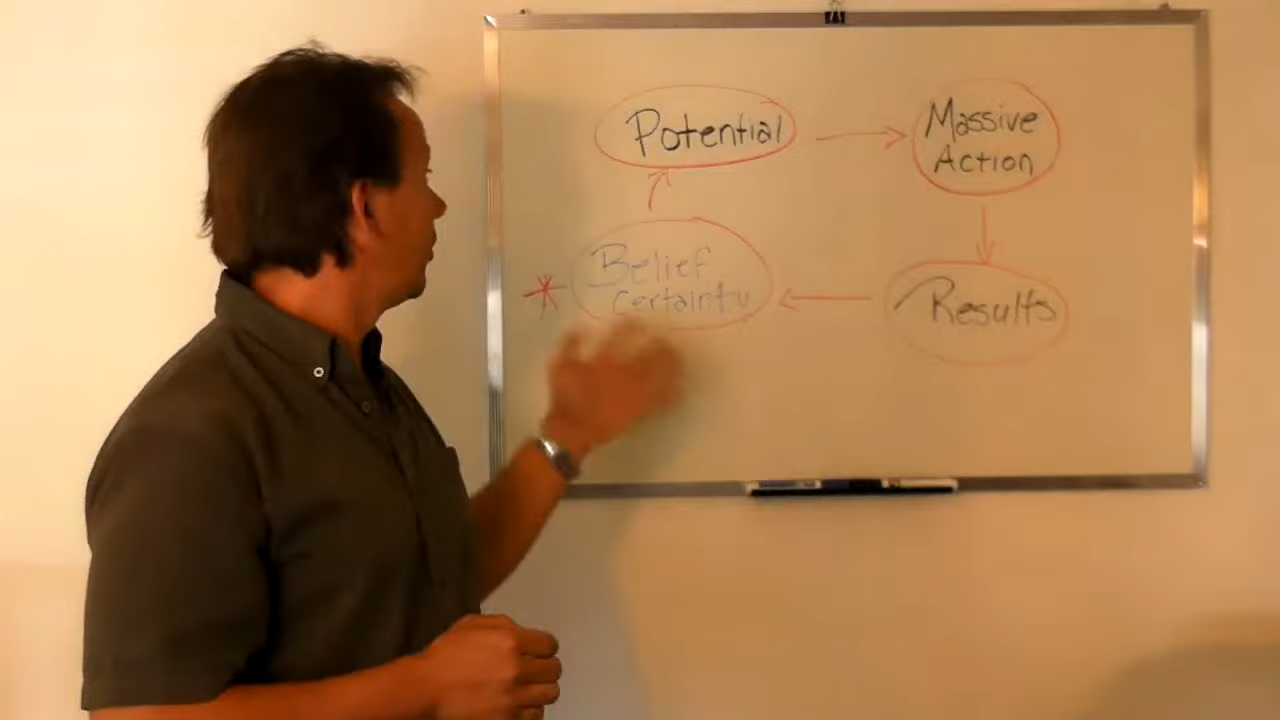 Potential
Massive
Action
Belief
Certainty
Results